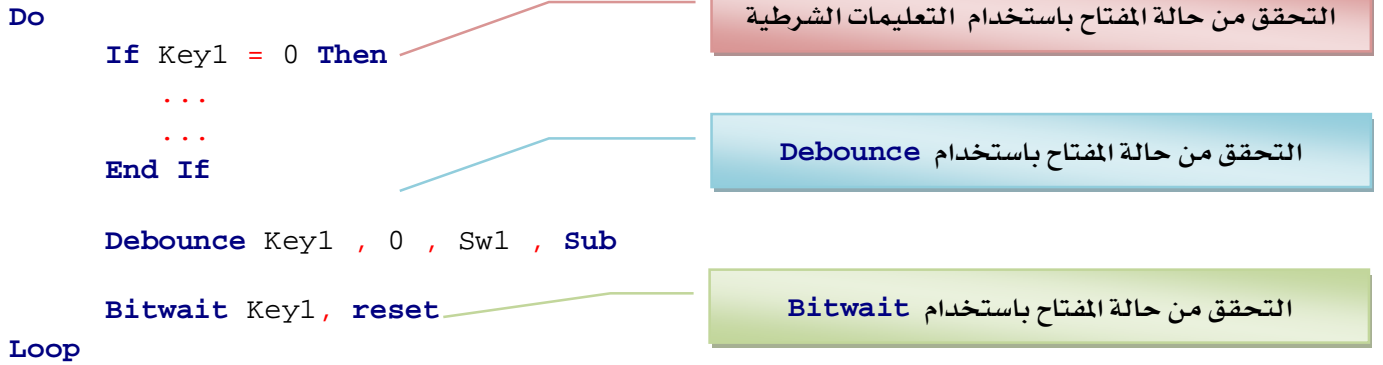 Do
التحقق من حالة المفتاح باستخدام التعليمات الشرطية
If Key1 = 0 Then
...
...
End If
التحقق من حالة المفتاح باستخدام Debounce
Debounce Key1 , 0 , Sw1 , Sub
Bitwait Key1, reset
التحقق من حالة المفتاح باستخدام Bitwait
Loop